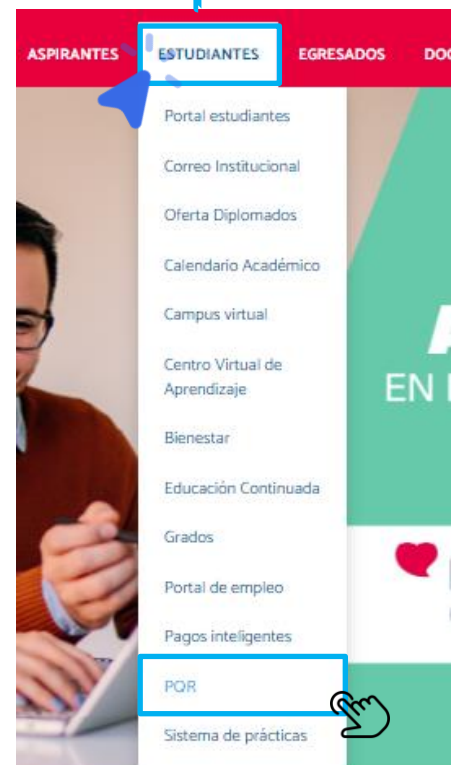 ASPIRANTES ESTUDIANTES EGRESADOS
Portal estudiantes
Correo Institucional
Oferta Diplomados
Calendario Académico
Campus virtual
Centro Virtual de
Aprendizaje
EN
Bienestar
Educación Continuada
Grados
Portal de empleo
Pagos inteligentes
PQR
Sistema de prácticas